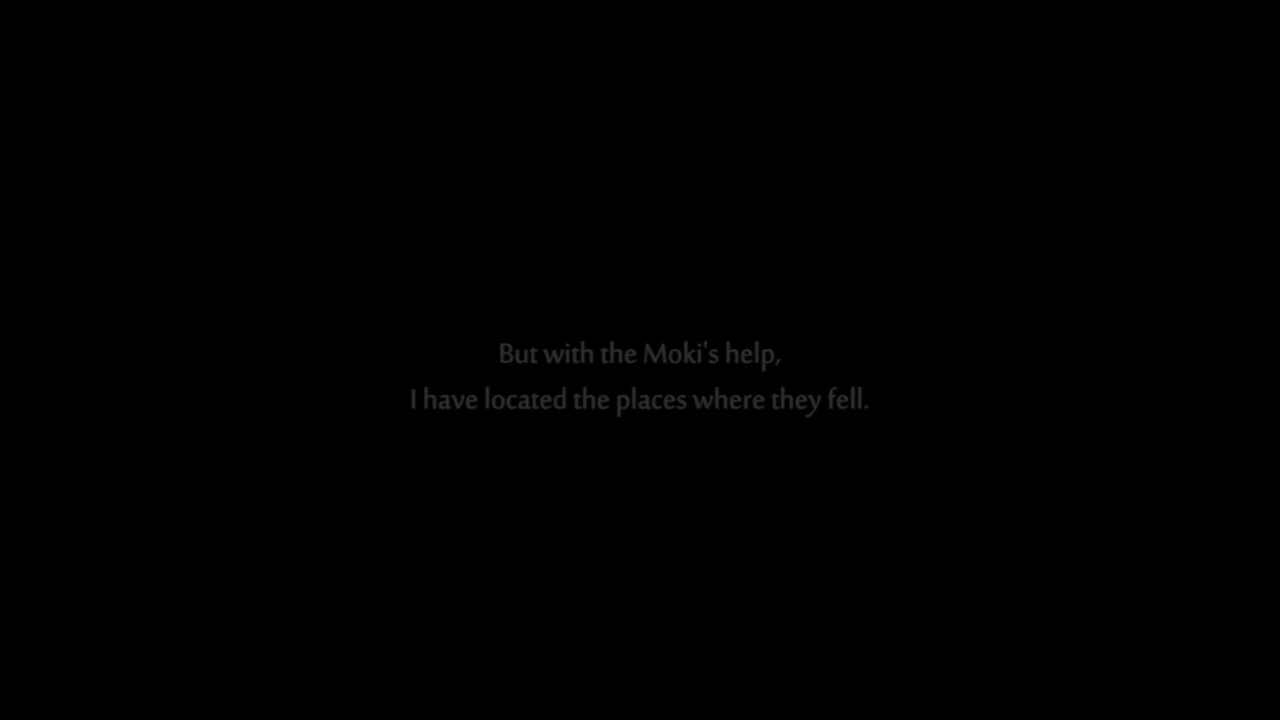 But with the Moki's help,
I have located the places where they fell.